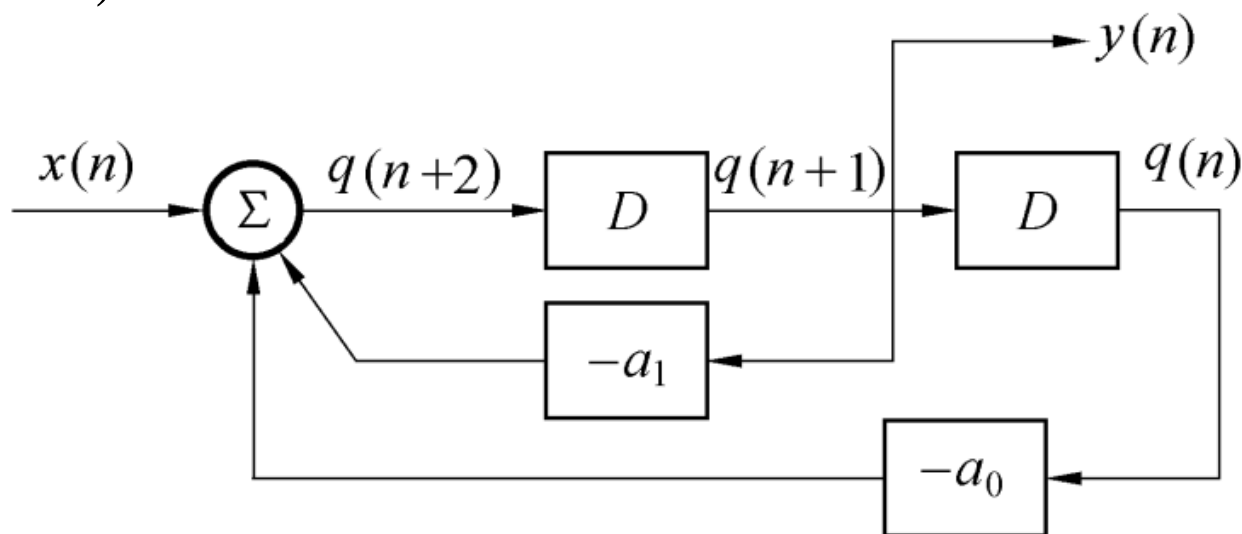 y(n)
x(n)
Σ
q(n+2)
D
q(n+1)
D
q(n)
−a₁
−a₀